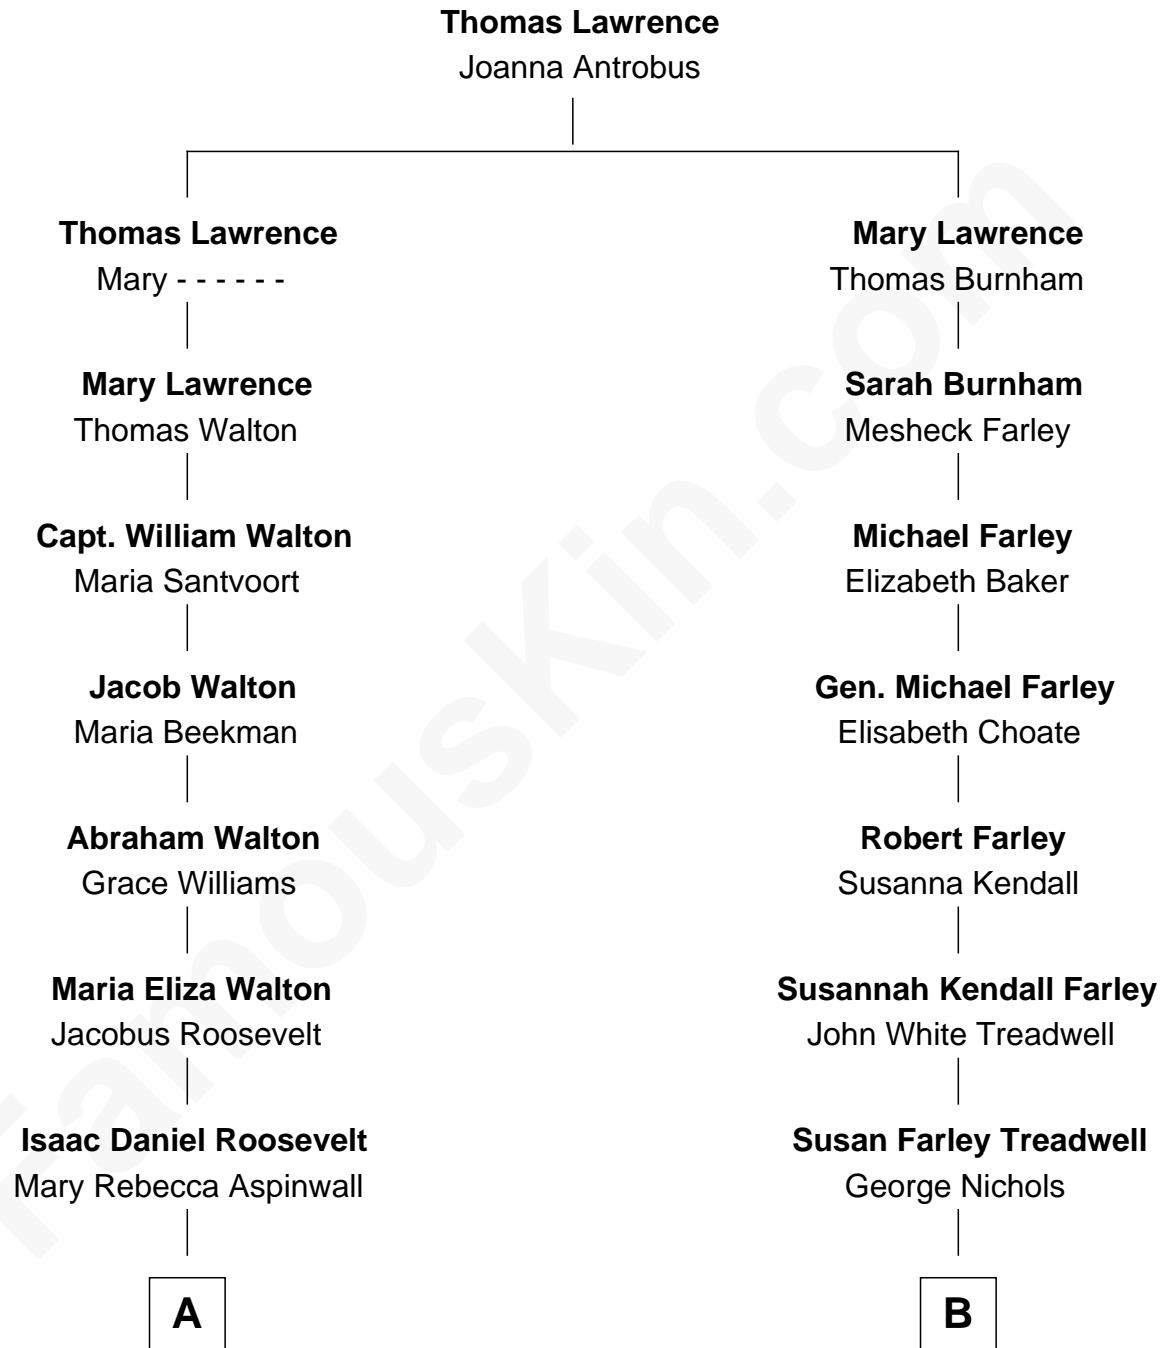 Thomas Lawrence
Joanna Antrobus
Thomas Lawrence
Mary - - - - - -
Mary Lawrence
Thomas Burnham
Mary Lawrence
Thomas Walton
Sarah Burnham
Mesheck Farley
Capt. William Walton
Maria Santvoort
Michael Farley
Elizabeth Baker
Jacob Walton
Maria Beekman
Gen. Michael Farley
Elisabeth Choate
Abraham Walton
Grace Williams
Robert Farley
Susanna Kendall
Maria Eliza Walton
Jacobus Roosevelt
Susannah Kendall Farley
John White Treadwell
Isaac Daniel Roosevelt
Mary Rebecca Aspinwall
Susan Farley Treadwell
George Nichols
A
B
FamousKin.com